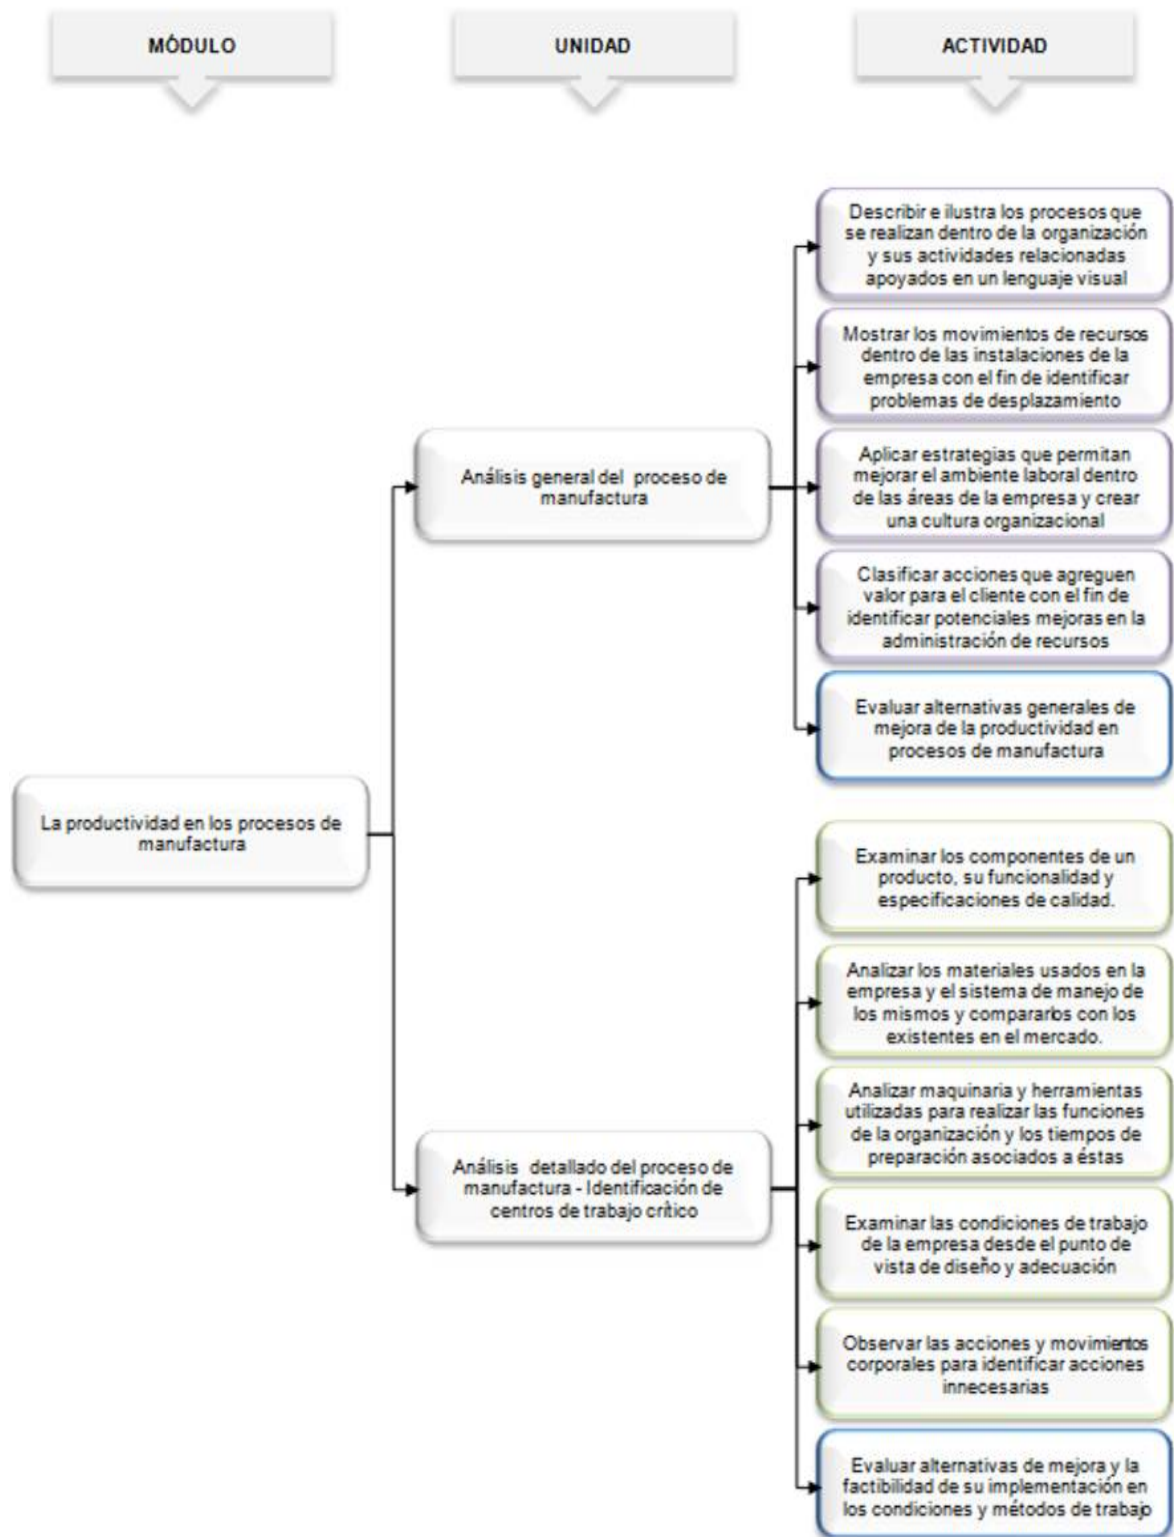 MÓDULO
UNIDAD
ACTIVIDAD
Describir e ilustra los procesos que
se realizan dentro de la organización
y sus actividades relacionadas
apoyados en un lenguaje visual
Mostrar los movimientos de recursos
dentro de las instalaciones de la
empresa con el fin de identificar
problemas de desplazamiento
Análisis general del proceso de
manufactura
Aplicar estrategias que permitan
mejorar el ambiente laboral dentro
de las áreas de la empresa y crear
una cultura organizacional
Clasificar acciones que agreguen
valor para el cliente con el fin de
identificar potenciales mejoras en la
administración de recursos
Evaluar alternativas generales de
mejora de la productividad en
procesos de manufactura
La productividad en los procesos de
manufactura
Examinar los componentes de un
producto, su funcionalidad y
especificaciones de calidad.
Analizar los materiales usados en la
empresa y el sistema de manejo de
los mismos y compararlos con los
existentes en el mercado.
Analizar maquinaria y herramientas
utilizadas para realizar las funciones
de la organización y los tiempos de
preparación asociados a éstas
Análisis detallado del proceso de
manufactura - Identificación de
centros de trabajo crítico
Examinar las condiciones de trabajo
de la empresa desde el punto de
vista de diseño y adecuación
Observar las acciones y movimientos
corporales para identificar acciones
innecesarias
Evaluar alternativas de mejora y la
factibilidad de su implementación en
los condiciones y métodos de trabajo